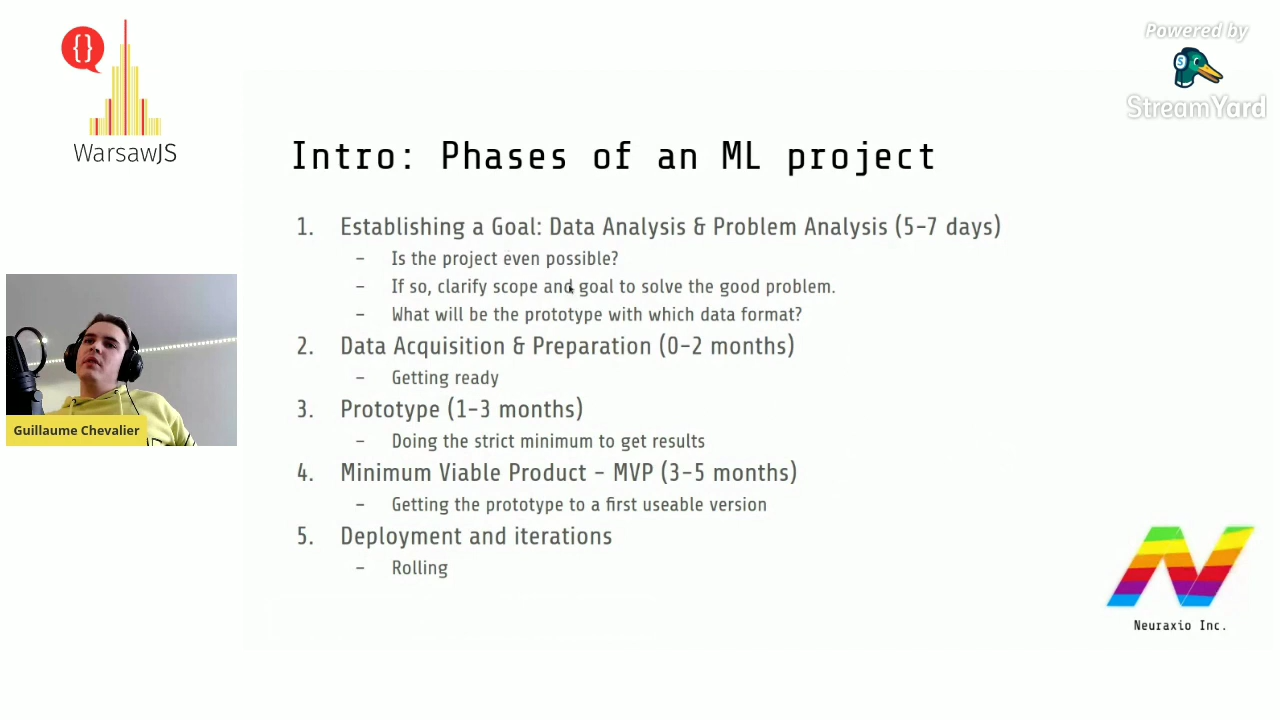 {}
WarsawJS
Powered by
S
StreamYard
Intro: Phases of an ML project
1. Establishing a Goal: Data Analysis & Problem Analysis (5-7 days)
- Is the project even possible?
- If so, clarify scope and goal to solve the good problem.
- What will be the prototype with which data format?
2. Data Acquisition & Preparation (0-2 months)
- Getting ready
3. Prototype (1-3 months)
- Doing the strict minimum to get results
4. Minimum Viable Product - MVP (3-5 months)
- Getting the prototype to a first useable version
5. Deployment and iterations
- Rolling
Guillaume Chevalier
N
Neuraxio Inc.